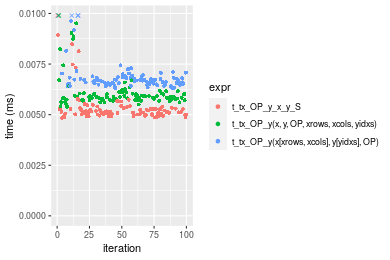 0.0100
0.0075
0.0050
0.0025
0.0000
time (ms)
0
25
50
75
100
iteration
expr
t_tx_OP_y_x_y_S
t_tx_OP_y(x, y, OP, xrows, xcols, yidxs)
t_tx_OP_y(x[xrows, xcols], y[yidxs], OP)